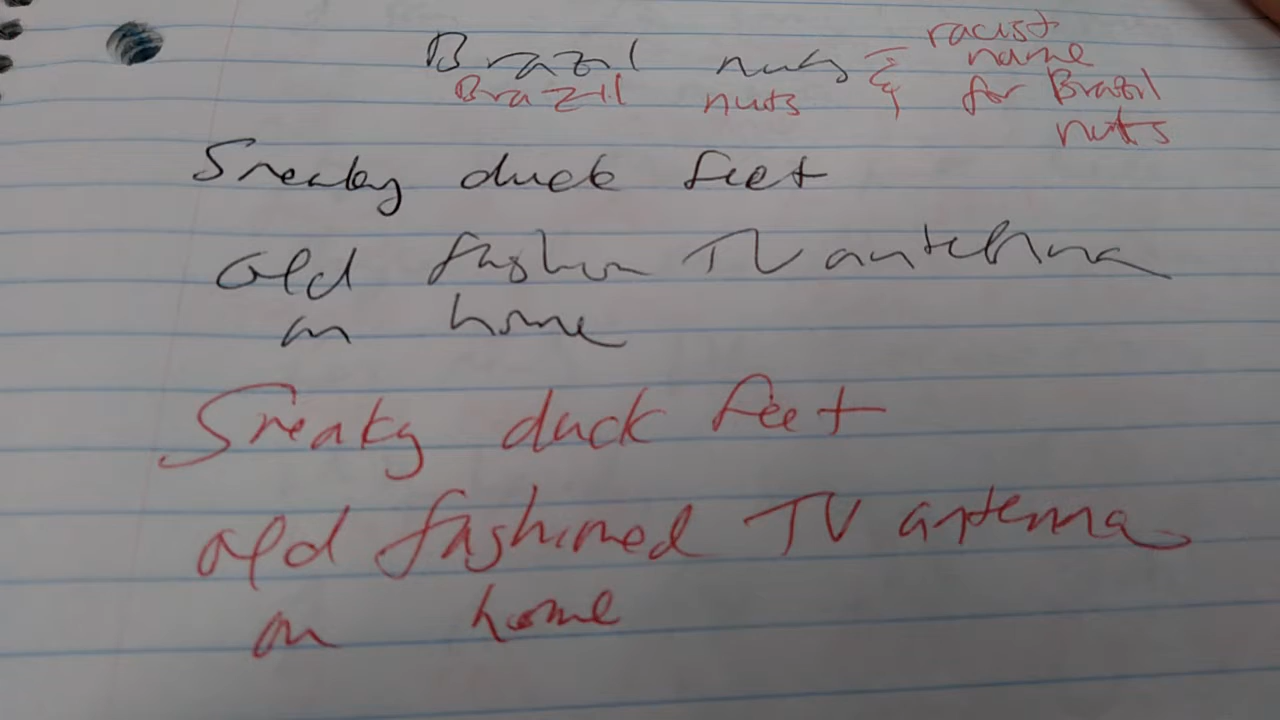 Brazil nuts & racist
name
Brazil nuts for Brazil
nuts
Sneaky duck feet
old fashion TV antenna
on home
Sneaky duck feet
old fashioned TV antenna
on home